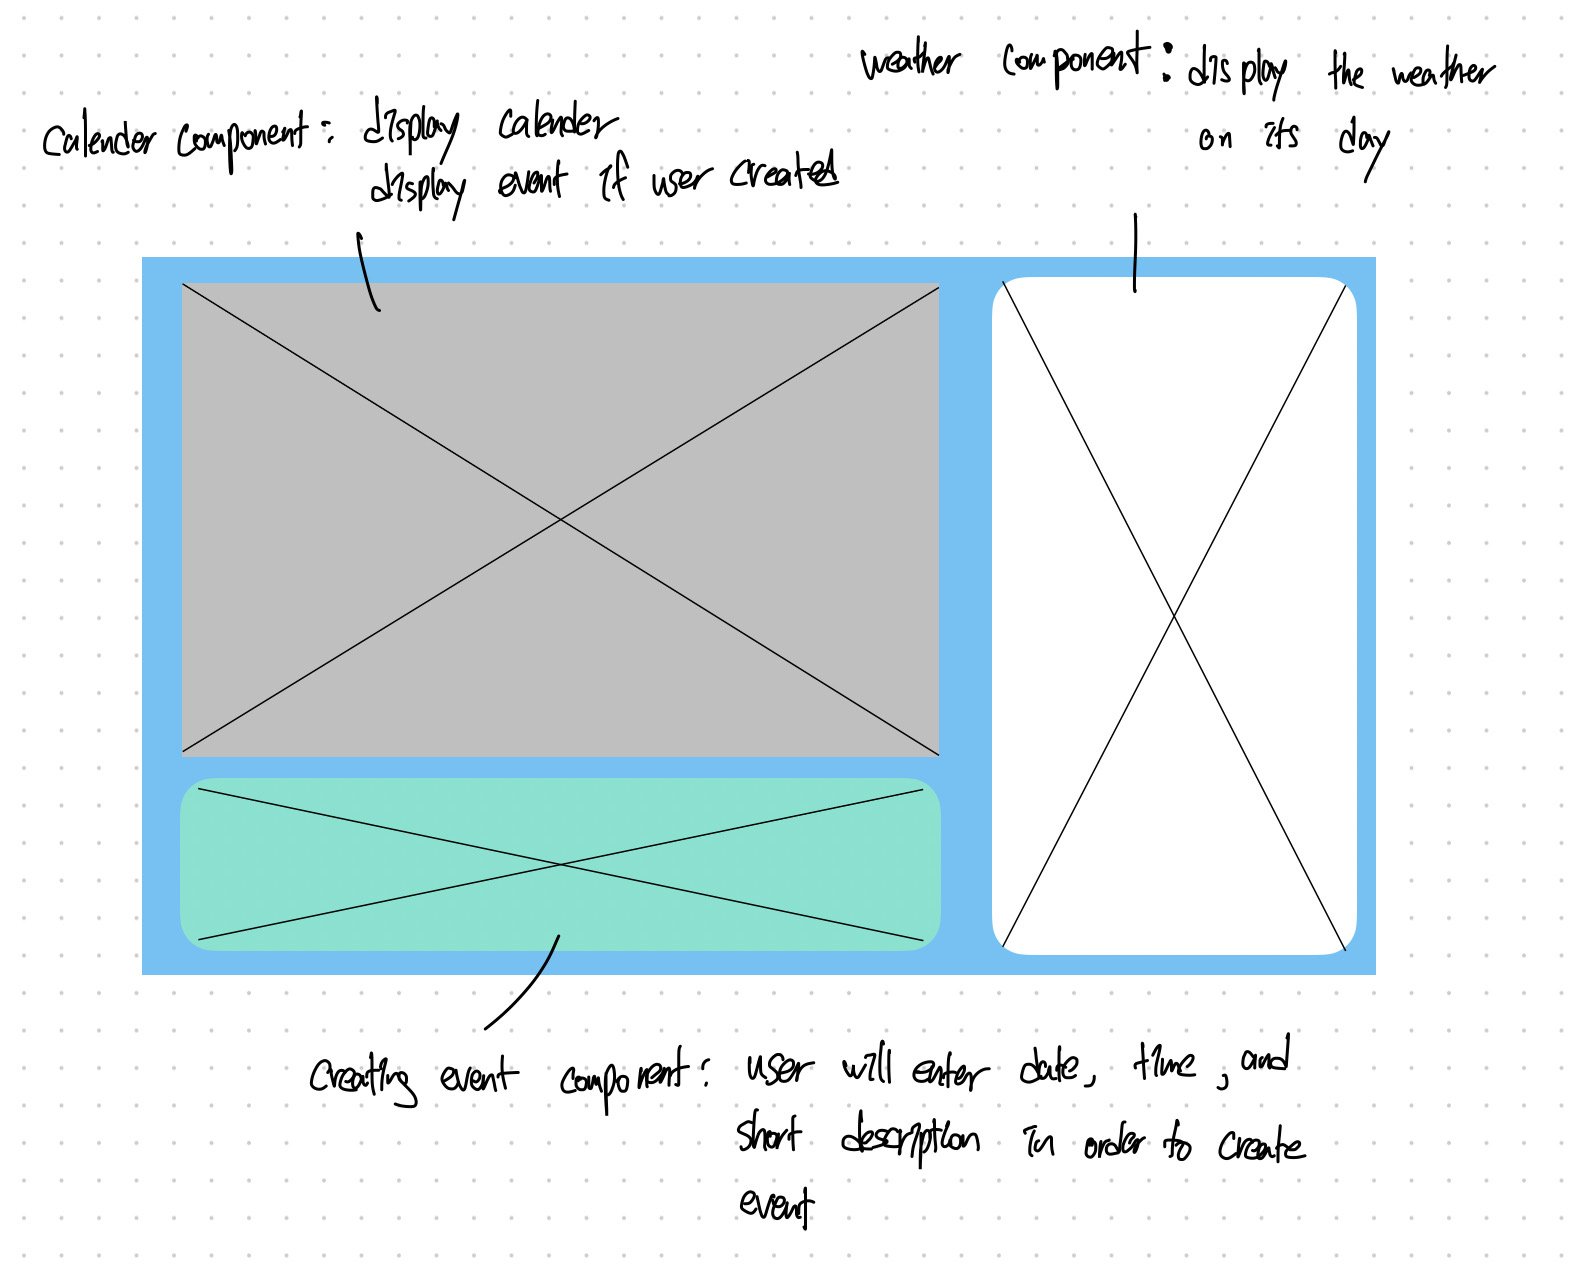 weather component : display the weather
on its day
Calender component : display calender
display event if user created
Creating event component : user will enter date, time, and
short description in order to create
event